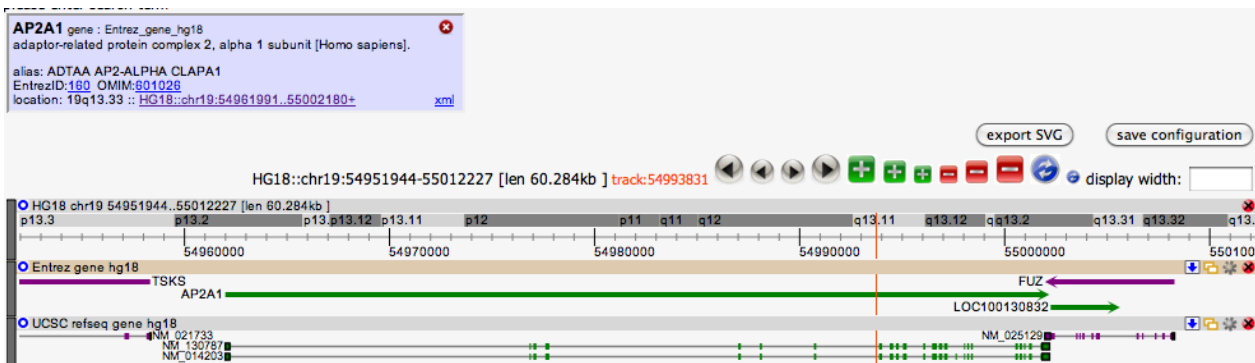 AP2A1 gene : Entrez_gene_hg18
adaptor-related protein complex 2, alpha 1 subunit [Homo sapiens].
alias: ADTAA AP2-ALPHA CLAPA1
EntrezID:160 OMIM:601026
location: 19q13.33 :: HG18::chr19:54961991..55002180+ xml
export SVG save configuration
HG18::chr19:54951944-55012227 [len 60.284kb ] track:54993831 display width:
HG18 chr19 54951944..55012227 [len 60.284kb ]
p13.3 p13.2 p13.p13.12 p13.11 p12 p11 q11 q12 q13.11 q13.12 q q13.2 q13.31 q13.32 q13.
54960000 54970000 54980000 54990000 55000000 550100
Entrez gene hg18
TSKS FUZ
AP2A1
LOC100130832
UCSC refseq gene hg18
NM_021733 NM_025129
NM_130787
NM_014203